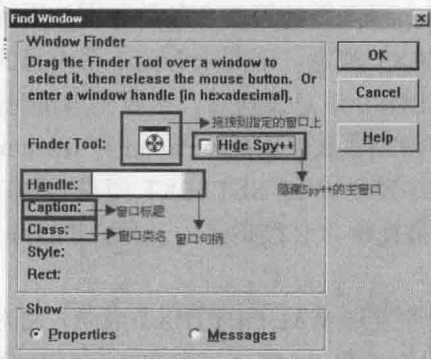 Find Window
Window Finder
Drag the Finder Tool over a window to
select it, then release the mouse button. Or
enter a window handle (in hexadecimal).
OK
Cancel
Help
Finder Tool:
拖拽到指定的窗口上
Hide Spy++
隐藏Spy++的主窗口
Handle:
Caption:
窗口标题
Class:
窗口类名
窗口句柄
Style:
Rect:
Show
Properties
Messages